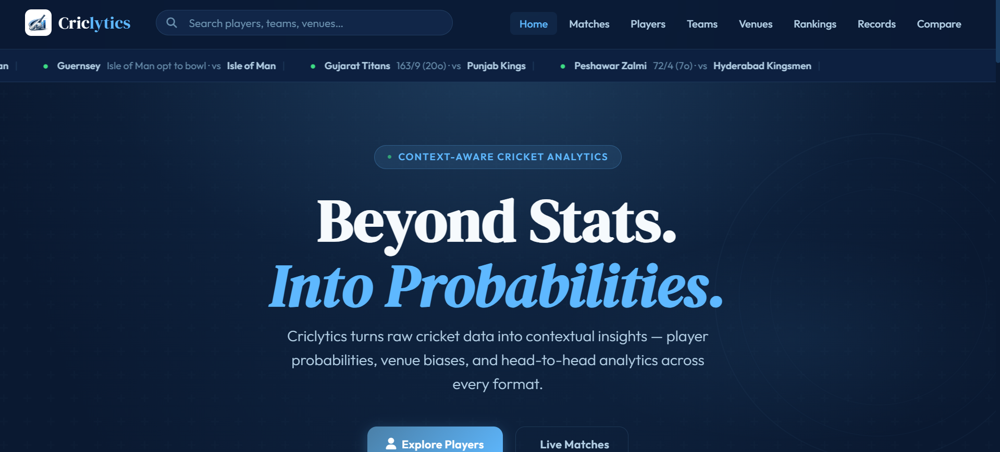 Criclytics
Search players, teams, venues...
Home Matches Players Teams Venues Rankings Records Compare
an | Guernsey Isle of Man opt to bowl · vs Isle of Man | Gujarat Titans 163/9 (20o) · vs Punjab Kings | Peshawar Zalmi 72/4 (7o) · vs Hyderabad Kingsmen |
CONTEXT-AWARE CRICKET ANALYTICS
Beyond Stats.
Into Probabilities.
Criclytics turns raw cricket data into contextual insights — player
probabilities, venue biases, and head-to-head analytics across
every format.
Explore Players Live Matches